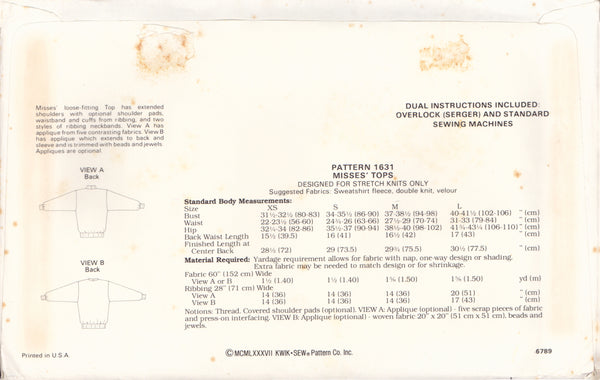 Misses' loose-fitting Top has extended
shoulders with optional shoulder pads,
waistband and cuffs from ribbing, and two
styles of ribbing neckbands. View A has
applique from five contrasting fabrics. View B
has applique which extends to back and
sleeve and is trimmed with beads and jewels.
Appliques are optional.
DUAL INSTRUCTIONS INCLUDED:
OVERLOCK (SERGER) AND STANDARD
SEWING MACHINES
VIEW A
Back
VIEW B
Back
PATTERN 1631
MISSES' TOPS
DESIGNED FOR STRETCH KNITS ONLY
Suggested Fabrics: Sweatshirt fleece, double knit, velour
Standard Body Measurements:
Size XS S M L
Bust 31½-32½ (80-83) 34-35½ (86-90) 37-38½ (94-98) 40-41½ (102-106) " (cm)
Waist 22-23½ (56-60) 24¾-26 (63-66) 27½-29 (70-74) 31-33 (79-84) " (cm)
Hip 32¼-34 (82-86) 35½-37 (90-94) 38½-40 (98-102) 41¾-43¼ (106-110) " (cm)
Back Waist Length 15½ (39.5) 16 (41) 16½ (42) 17 (43) " (cm)
Finished Length at
Center Back 28½ (72) 29 (73.5) 29¾ (75.5) 30½ (77.5) " (cm)
Material Required: Yardage requirement allows for fabric with nap, one way design or shading.
Extra fabric may be needed to match design or for shrinkage.
Fabric 60" (152 cm) Wide
View A or B 1½ (1.40) 1½ (1.40) 1⅝ (1.50) 1⅝ (1.50) yd (m)
Ribbing 28" (71 cm) Wide
View A 14 (36) 14 (36) 14 (36) 20 (51) " (cm)
View B 14 (36) 14 (36) 14 (36) 17 (43) " (cm)
Notions: Thread. Covered shoulder pads (optional). VIEW A: Applique (optional) - five scrap pieces of fabric
and press-on interfacing. VIEW B: Applique (optional) - woven fabric 20" x 20" (51 cm x 51 cm), beads and
jewels.
Printed in U.S.A.
©MCMLXXXVII KWIK•SEW® Pattern Co. Inc.
6789